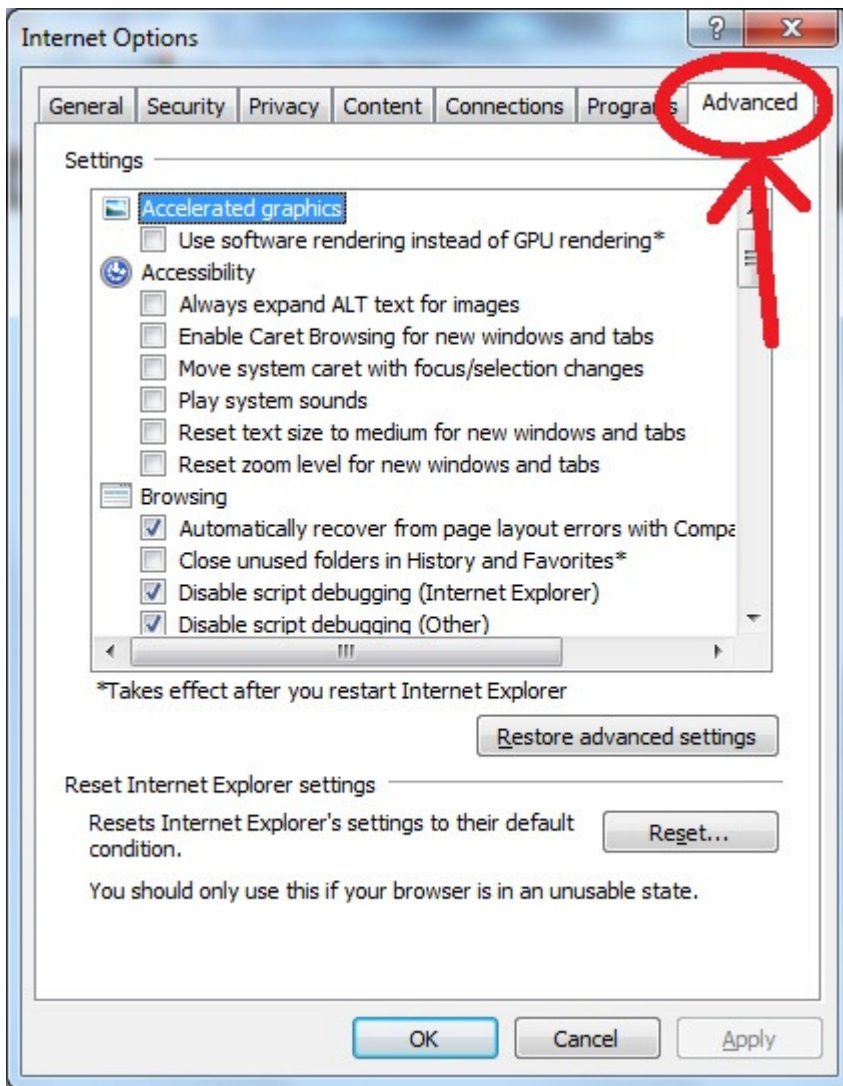 Internet Options
General Security Privacy Content Connections Programs Advanced
Settings
Accelerated graphics
Use software rendering instead of GPU rendering*
Accessibility
Always expand ALT text for images
Enable Caret Browsing for new windows and tabs
Move system caret with focus/selection changes
Play system sounds
Reset text size to medium for new windows and tabs
Reset zoom level for new windows and tabs
Browsing
Automatically recover from page layout errors with Compa
Close unused folders in History and Favorites*
Disable script debugging (Internet Explorer)
Disable script debugging (Other)
*Takes effect after you restart Internet Explorer
Restore advanced settings
Reset Internet Explorer settings
Resets Internet Explorer's settings to their default
condition.
Reset...
You should only use this if your browser is in an unusable state.
OK Cancel Apply